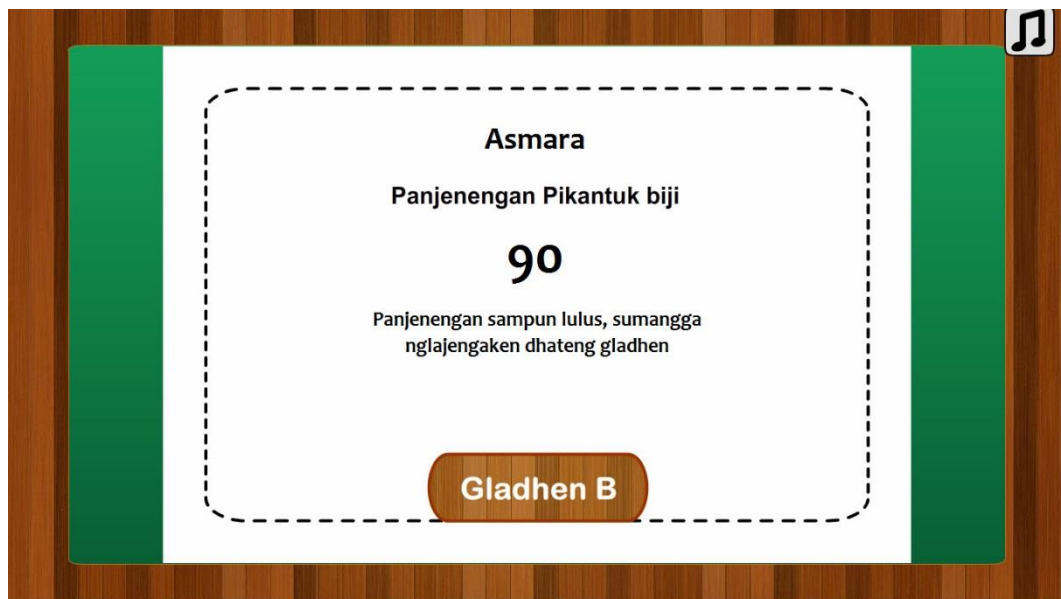 Asmara
Panjenengan Pikantuk biji
90
Panjenengan sampun lulus, sumangga
nglajengaken dhateng gladhen
Gladhen B